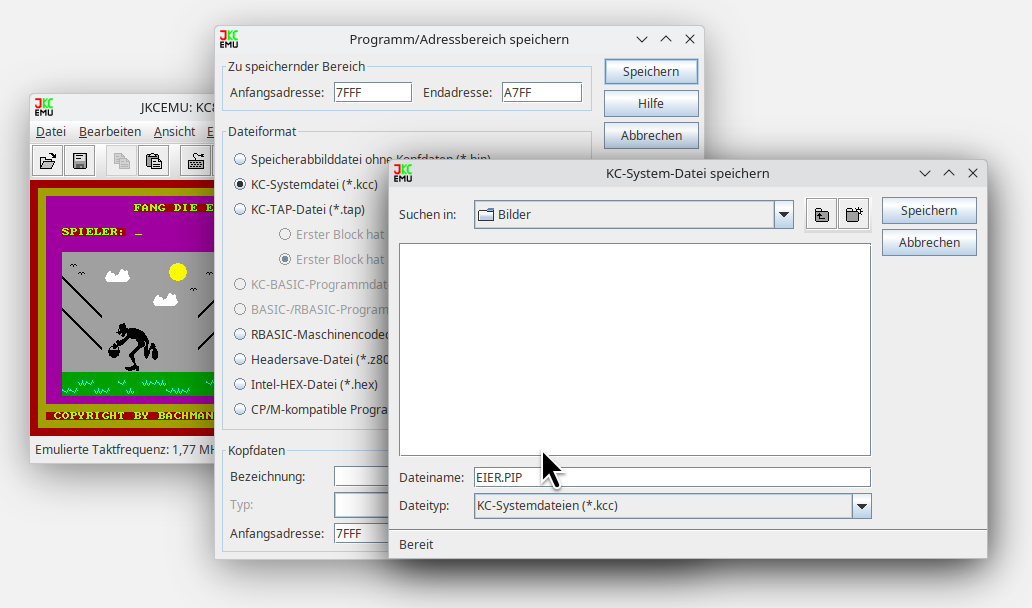 JKC
EMU
JKCEMU: KC8
Datei Bearbeiten Ansicht E
FANG DIE E
SPIELER: _
COPYRIGHT BY BACHMAN
Emulierte Taktfrequenz: 1,77 MH
JKC
EMU
Programm/Adressbereich speichern
Zu speichernder Bereich
Anfangsadresse: 7FFF Endadresse: A7FF
Speichern
Hilfe
Abbrechen
Dateiformat
Speicherabbilddatei ohne Kopfdaten (*.bin)
KC-Systemdatei (*.kcc)
KC-TAP-Datei (*.tap)
Erster Block hat
Erster Block hat
KC-BASIC-Programmdat
BASIC-/RBASIC-Program
RBASIC-Maschinencoded
Headersave-Datei (*.z80
Intel-HEX-Datei (*.hex)
CP/M-kompatible Progra
Kopfdaten
Bezeichnung:
Typ:
Anfangsadresse: 7FFF
JKC
EMU
KC-System-Datei speichern
Suchen in: Bilder
Speichern
Abbrechen
Dateiname: EIER.PIP
Dateityp: KC-Systemdateien (*.kcc)
Bereit